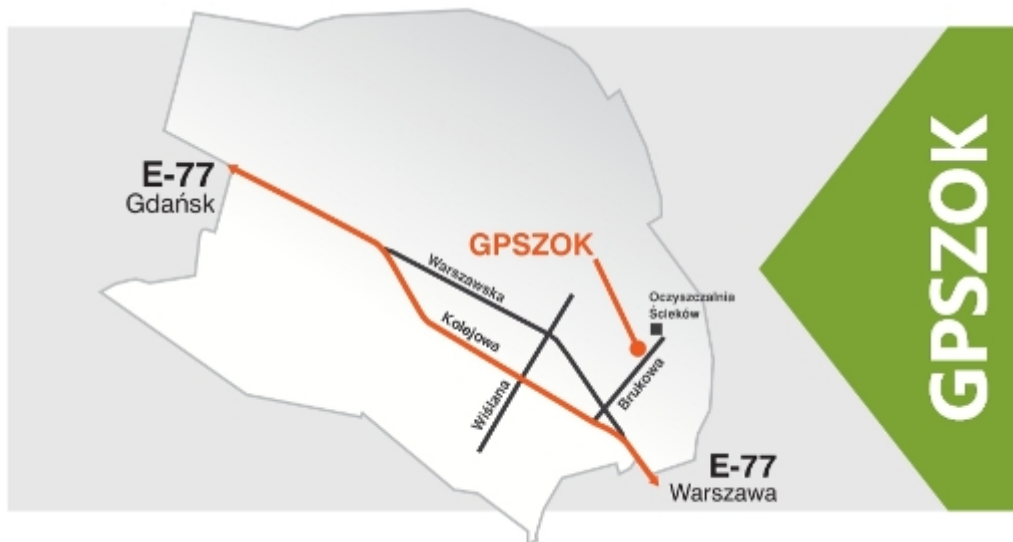 E-77
Gdańsk
GPSZOK
Warszawska
Kolejowa
Wiślana
Oczyszczalnia
Ścieków
Brukowa
E-77
Warszawa
GPSZOK